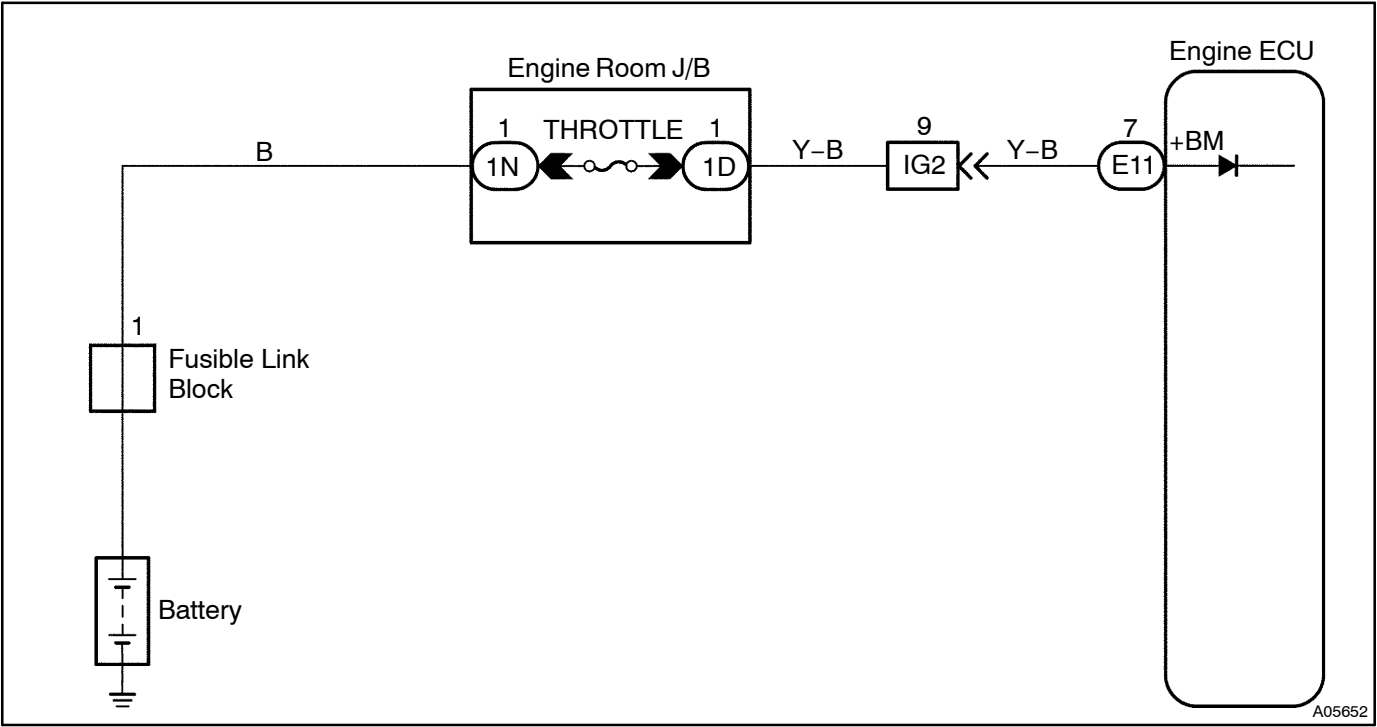 Engine ECU
Engine Room J/B
1 THROTTLE 1
9
7
B
1N
1D
Y–B
IG2
Y–B
E11
+BM
1
Fusible Link
Block
Battery
A05652